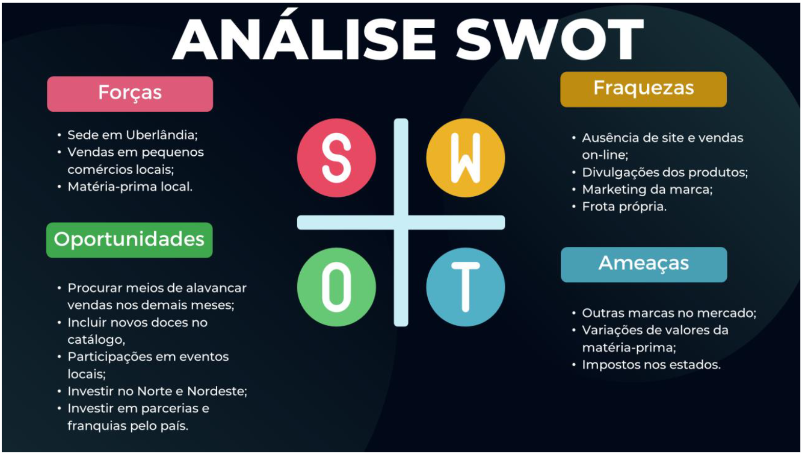 ANÁLISE SWOT
Forças
• Sede em Uberlândia;
• Vendas em pequenos
comércios locais;
• Matéria-prima local.
Oportunidades
• Procurar meios de alavancar
vendas nos demais meses;
• Incluir novos doces no
catálogo,
• Participações em eventos
locais;
• Investir no Norte e Nordeste;
• Investir em parcerias e
franquias pelo país.
S
W
O
T
Fraquezas
• Ausência de site e vendas
on-line;
• Divulgações dos produtos;
• Marketing da marca;
• Frota própria.
Ameaças
• Outras marcas no mercado;
• Variações de valores da
matéria-prima;
• Impostos nos estados.